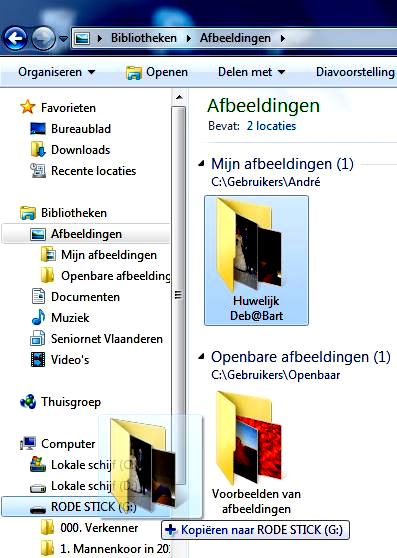 Bibliotheken Afbeeldingen
Organiseren Openen Delen met Diavoorstelling
Favorieten
Bureaublad
Downloads
Recente locaties
Bibliotheken
Afbeeldingen
Mijn afbeeldingen
Openbare afbeelding
Documenten
Muziek
Seniornet Vlaanderen
Video's
Thuisgroep
Computer
Lokale schijf (C:
Lokale schijf (D:)
RODE STICK (G:)
000. Verkenner
1. Mannenkoor in 20
Afbeeldingen
Bevat: 2 locaties
Mijn afbeeldingen (1)
C:\Gebruikers\André
Huwelijk
Deb@Bart
Openbare afbeeldingen (1)
C:\Gebruikers\Openbaar
Voorbeelden van
afbeeldingen
Kopiëren naar RODE STICK (G:)